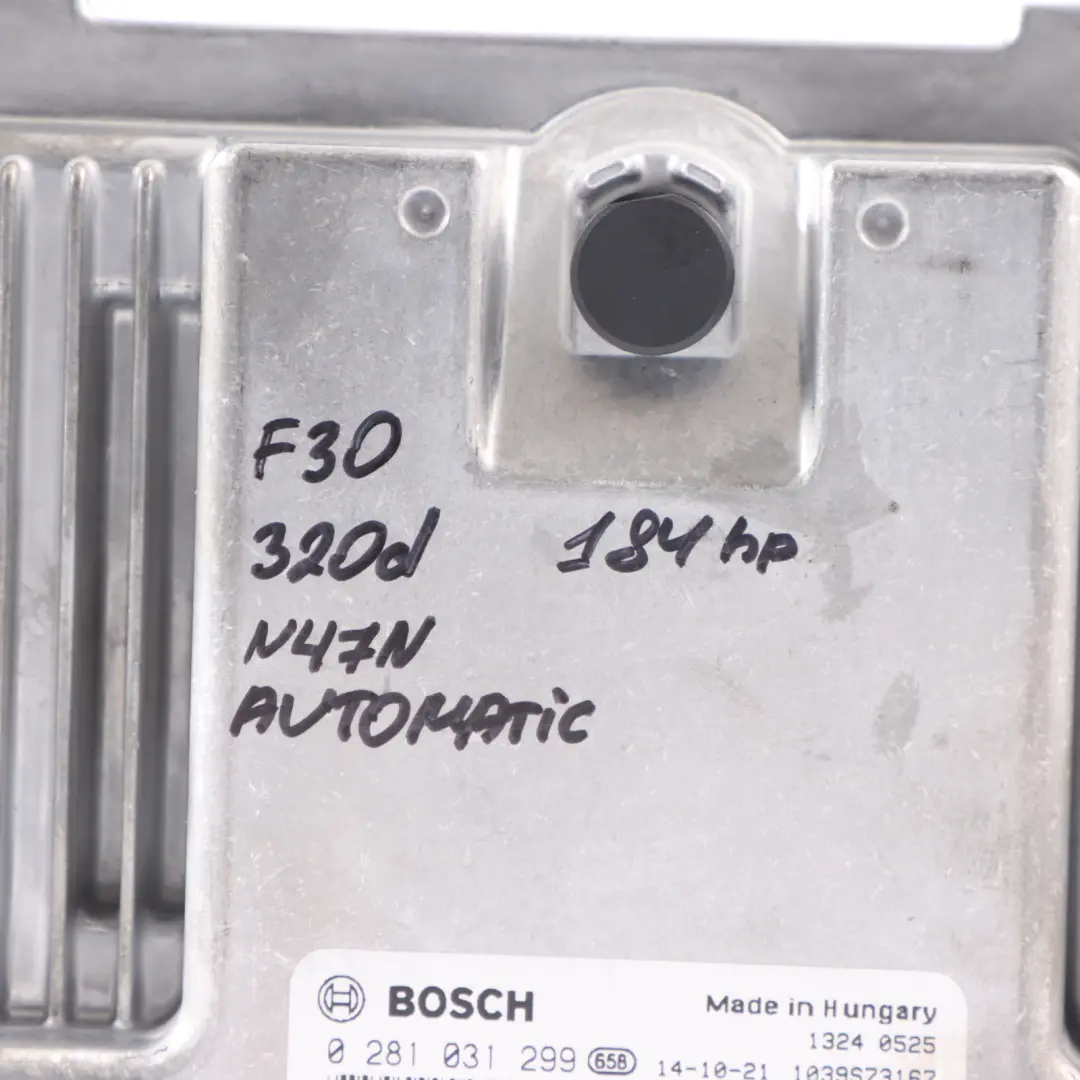 F30
320d 184hp
N47N
AUTOMATiC
BOSCH Made in Hungary
1324 0525
0 281 031 299 658 14-10-21 1039S73167